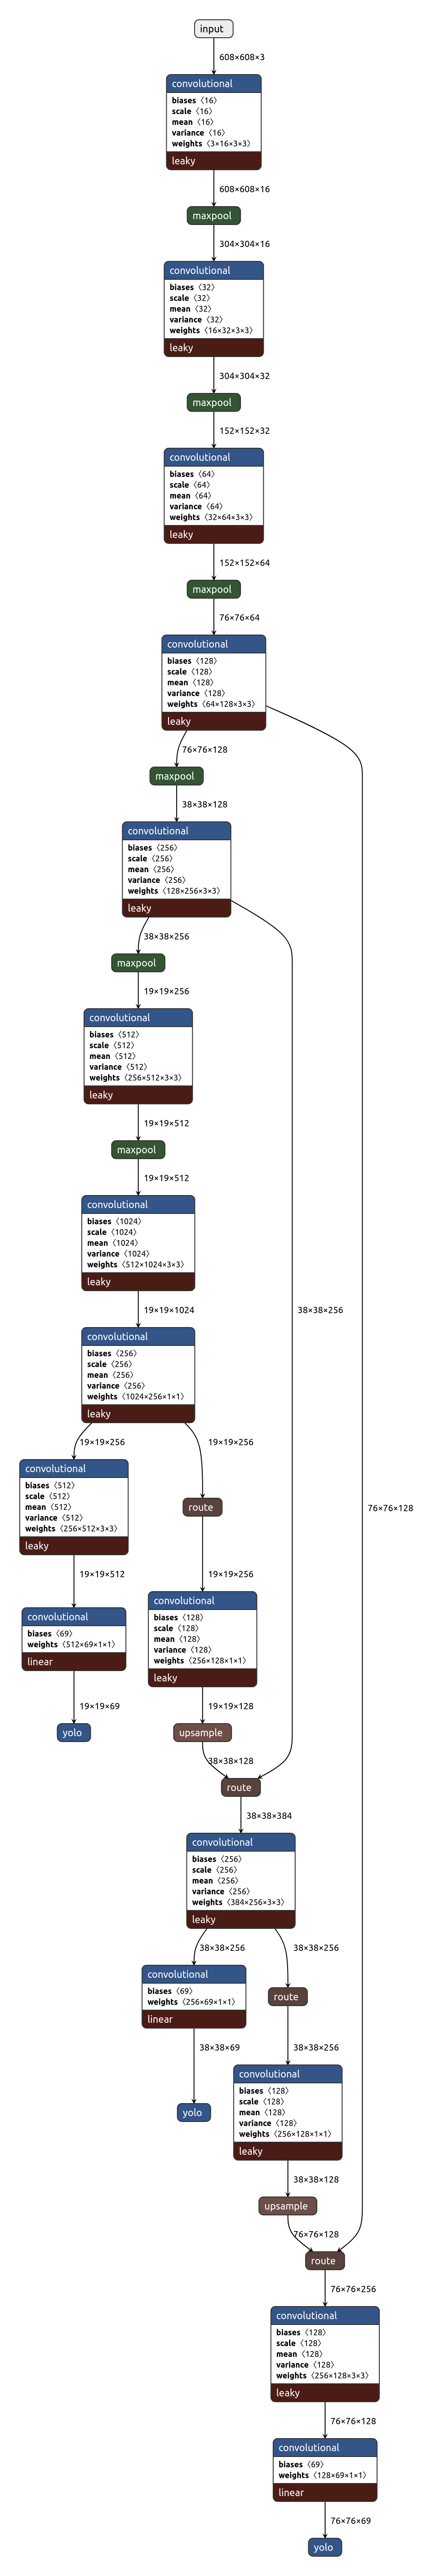 input
608×608×3
convolutional
biases 〈16〉
scale 〈16〉
mean 〈16〉
variance 〈16〉
weights 〈3×16×3×3〉
leaky
608×608×16
maxpool
304×304×16
convolutional
biases 〈32〉
scale 〈32〉
mean 〈32〉
variance 〈32〉
weights 〈16×32×3×3〉
leaky
304×304×32
maxpool
152×152×32
convolutional
biases 〈64〉
scale 〈64〉
mean 〈64〉
variance 〈64〉
weights 〈32×64×3×3〉
leaky
152×152×64
maxpool
76×76×64
convolutional
biases 〈128〉
scale 〈128〉
mean 〈128〉
variance 〈128〉
weights 〈64×128×3×3〉
leaky
76×76×128
maxpool
38×38×128
convolutional
biases 〈256〉
scale 〈256〉
mean 〈256〉
variance 〈256〉
weights 〈128×256×3×3〉
leaky
38×38×256
maxpool
19×19×256
convolutional
biases 〈512〉
scale 〈512〉
mean 〈512〉
variance 〈512〉
weights 〈256×512×3×3〉
leaky
19×19×512
maxpool
19×19×512
convolutional
biases 〈1024〉
scale 〈1024〉
mean 〈1024〉
variance 〈1024〉
weights 〈512×1024×3×3〉
leaky
19×19×1024
38×38×256
convolutional
biases 〈256〉
scale 〈256〉
mean 〈256〉
variance 〈256〉
weights 〈1024×256×1×1〉
leaky
19×19×256
19×19×256
convolutional
biases 〈512〉
scale 〈512〉
mean 〈512〉
variance 〈512〉
weights 〈256×512×3×3〉
leaky
route
76×76×128
19×19×512
19×19×256
convolutional
biases 〈69〉
weights 〈512×69×1×1〉
linear
convolutional
biases 〈128〉
scale 〈128〉
mean 〈128〉
variance 〈128〉
weights 〈256×128×1×1〉
leaky
19×19×69
19×19×128
yolo
upsample
38×38×128
route
38×38×384
convolutional
biases 〈256〉
scale 〈256〉
mean 〈256〉
variance 〈256〉
weights 〈384×256×3×3〉
leaky
38×38×256
38×38×256
convolutional
biases 〈69〉
weights 〈256×69×1×1〉
linear
route
38×38×69
38×38×256
yolo
convolutional
biases 〈128〉
scale 〈128〉
mean 〈128〉
variance 〈128〉
weights 〈256×128×1×1〉
leaky
38×38×128
upsample
76×76×128
route
76×76×256
convolutional
biases 〈128〉
scale 〈128〉
mean 〈128〉
variance 〈128〉
weights 〈256×128×3×3〉
leaky
76×76×128
convolutional
biases 〈69〉
weights 〈128×69×1×1〉
linear
76×76×69
yolo